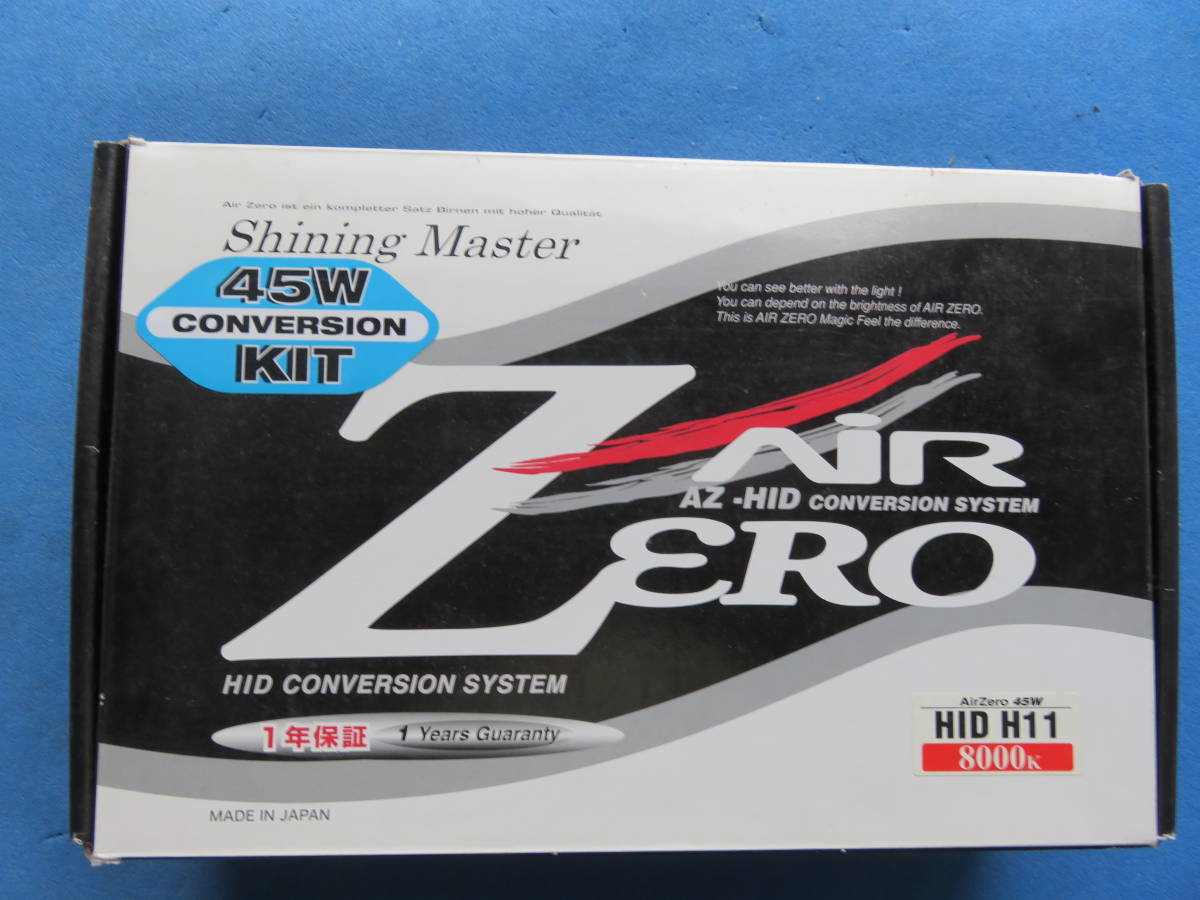 Air Zero ist ein kompletter Satz Birnen mit hoher Qualität
Shining Master
45W
CONVERSION
KIT
You can see better with the light !
You can depend on the brightness of AIR ZERO.
This is AIR ZERO Magic Feel the difference.
Z AiR
AZ -HID CONVERSION SYSTEM
ZERO
HID CONVERSION SYSTEM
1年保証 1 Years Guaranty
AirZero 45W
HID H11
8000K
MADE IN JAPAN